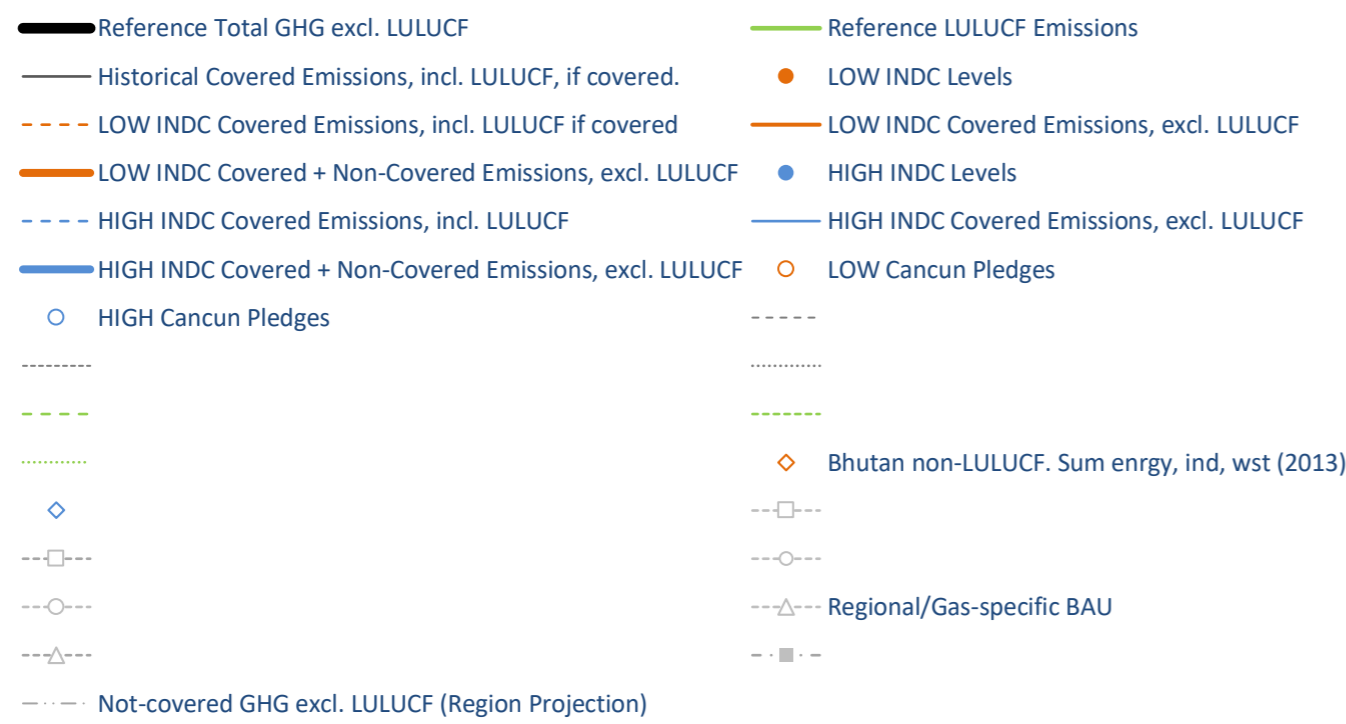 Reference Total GHG excl. LULUCF
Reference LULUCF Emissions
Historical Covered Emissions, incl. LULUCF, if covered.
LOW INDC Levels
LOW INDC Covered Emissions, incl. LULUCF if covered
LOW INDC Covered Emissions, excl. LULUCF
LOW INDC Covered + Non-Covered Emissions, excl. LULUCF
HIGH INDC Levels
HIGH INDC Covered Emissions, incl. LULUCF
HIGH INDC Covered Emissions, excl. LULUCF
HIGH INDC Covered + Non-Covered Emissions, excl. LULUCF
LOW Cancun Pledges
HIGH Cancun Pledges
Bhutan non-LULUCF. Sum enrgy, ind, wst (2013)
Regional/Gas-specific BAU
Not-covered GHG excl. LULUCF (Region Projection)